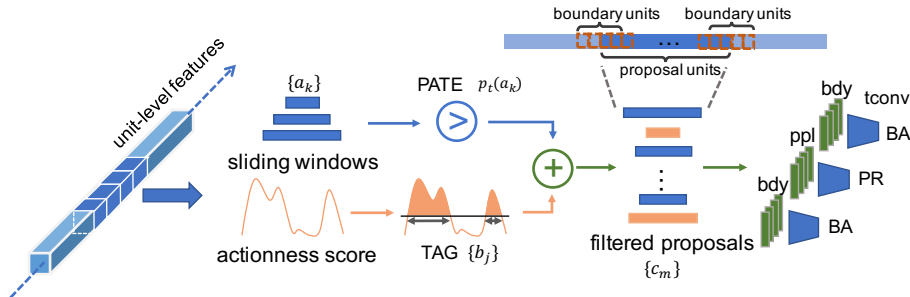 boundary units
boundary units
...
proposal units
unit-level features
{a_k}
sliding windows
PATE p_t(a_k)
>
+
actionness score
TAG {b_j}
filtered proposals
{c_m}
bdy
tconv
BA
ppl
PR
bdy
BA